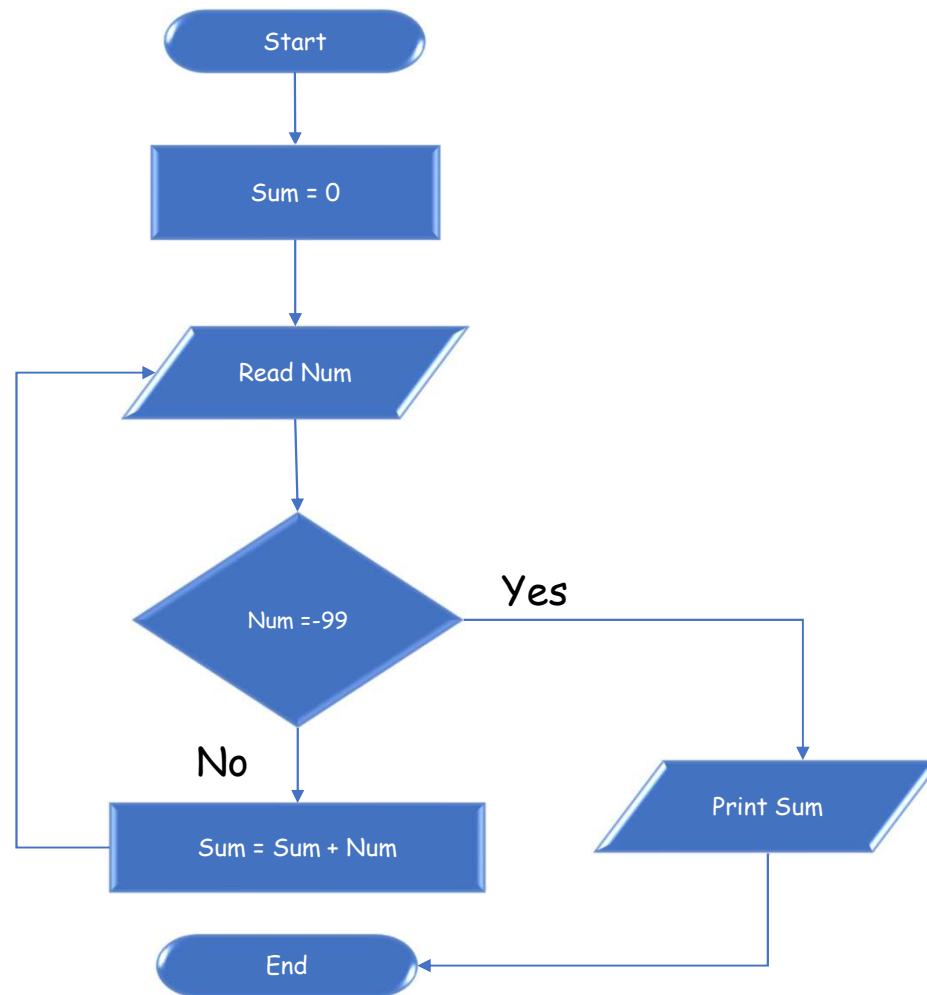 Start
Sum = 0
Read Num
Num =-99
Yes
No
Sum = Sum + Num
Print Sum
End